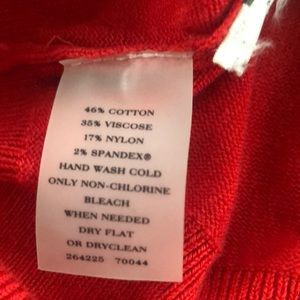 46% COTTON
35% VISCOSE
17% NYLON
2% SPANDEX®
HAND WASH COLD
ONLY NON-CHLORINE
BLEACH
WHEN NEEDED
DRY FLAT
OR DRYCLEAN
264225 70044